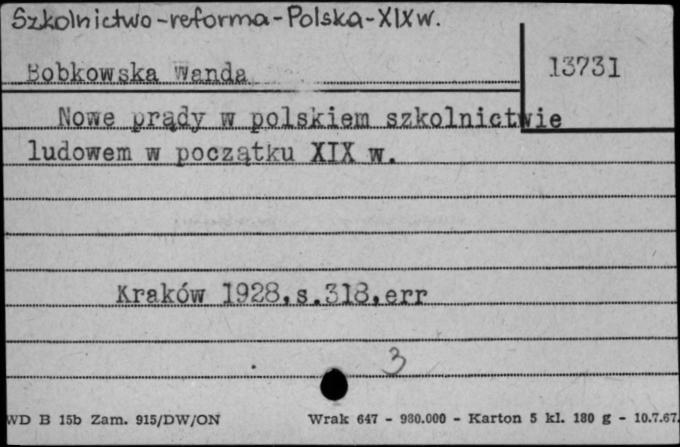 Szkolnictwo-reforma-Polska-XIXw.
Bobkowska Wanda
13731
Nowe prądy w polskiem szkolnictwie
ludowem w początku XIX w.
Kraków 1928,s.318,err
3
WD B 15b Zam. 915/DW/ON Wrak 647 - 980.000 - Karton 5 kl. 180 g - 10.7.67.